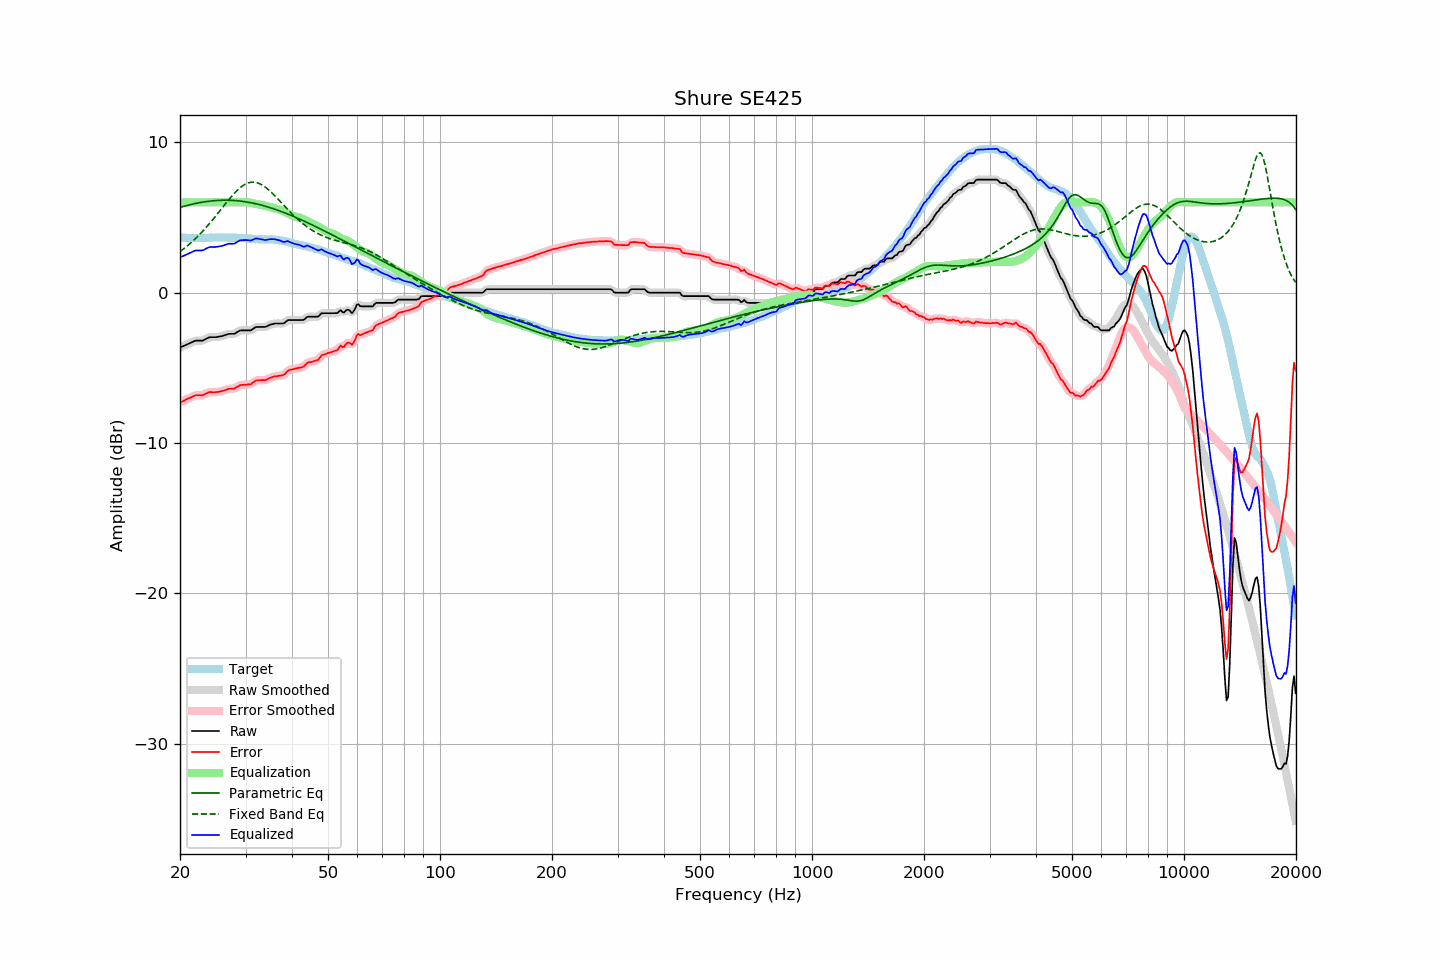 Shure SE425
10
0
−10
−20
−30
Amplitude (dBr)
Target
Raw Smoothed
Error Smoothed
Raw
Error
Equalization
Parametric Eq
Fixed Band Eq
Equalized
20 50 100 200 500 1000 2000 5000 10000 20000
Frequency (Hz)